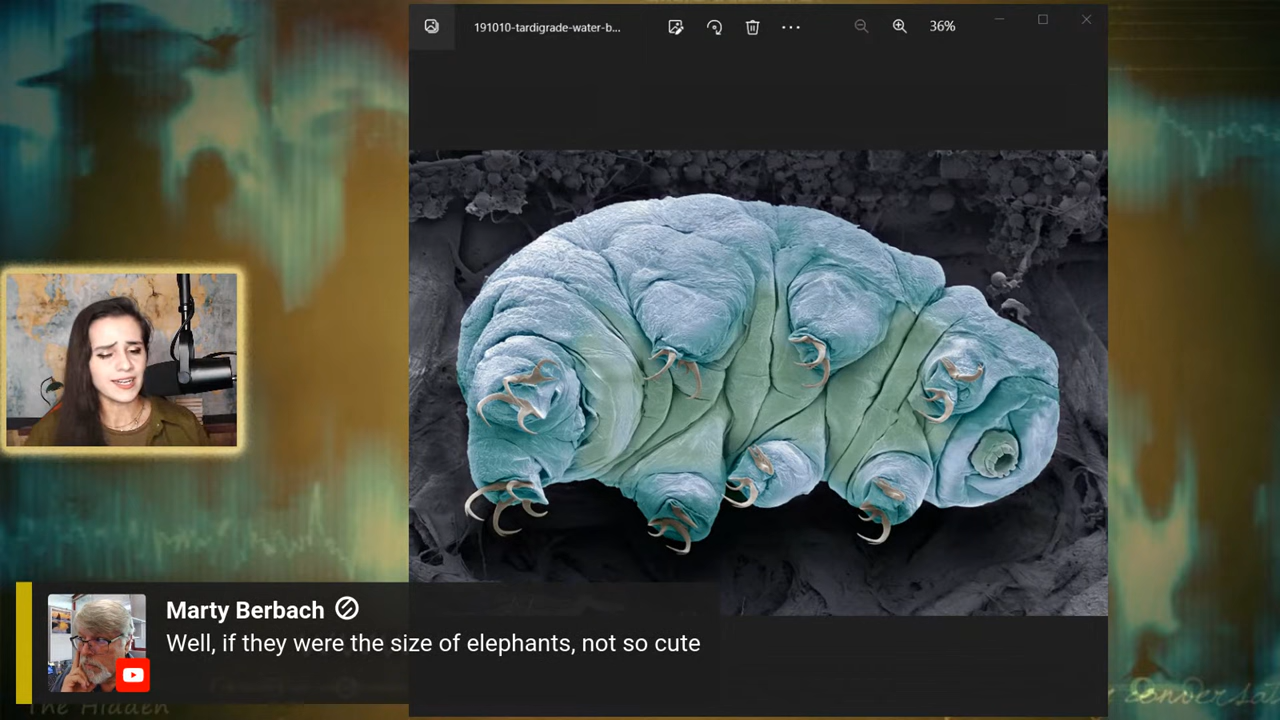 191010-tardigrade-water-b...
36%
Marty Berbach
Well, if they were the size of elephants, not so cute
The Hidden
conversat